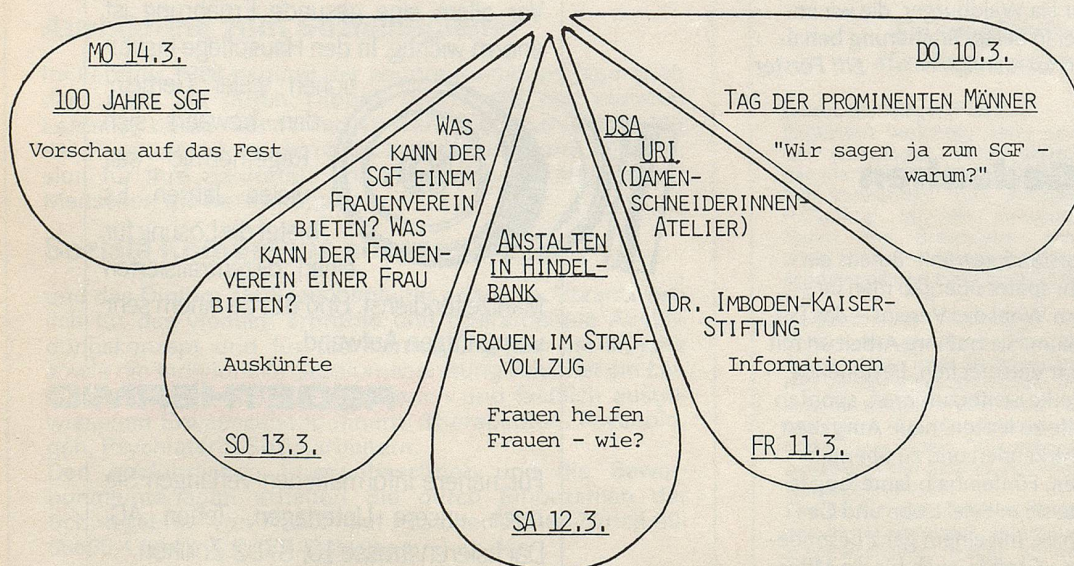 MO 14.3.
100 JAHRE SGF
Vorschau auf das Fest
WAS
KANN DER
SGF EINEM
FRAUENVEREIN
BIETEN? WAS
KANN DER FRAUEN-
VEREIN EINER FRAU
BIETEN?
Auskünfte
SO 13.3.
ANSTALTEN
IN HINDEL-
BANK
FRAUEN IM STRAF-
VOLLZUG
Frauen helfen
Frauen - wie?
SA 12.3.
DSA
URI
(DAMEN-
SCHNEIDERINNEN-
ATELIER)
DR. IMBODEN-KAISER-
STIFTUNG
Informationen
FR 11.3.
DO 10.3.
TAG DER PROMINENTEN MÄNNER
"Wir sagen ja zum SGF -
warum?"